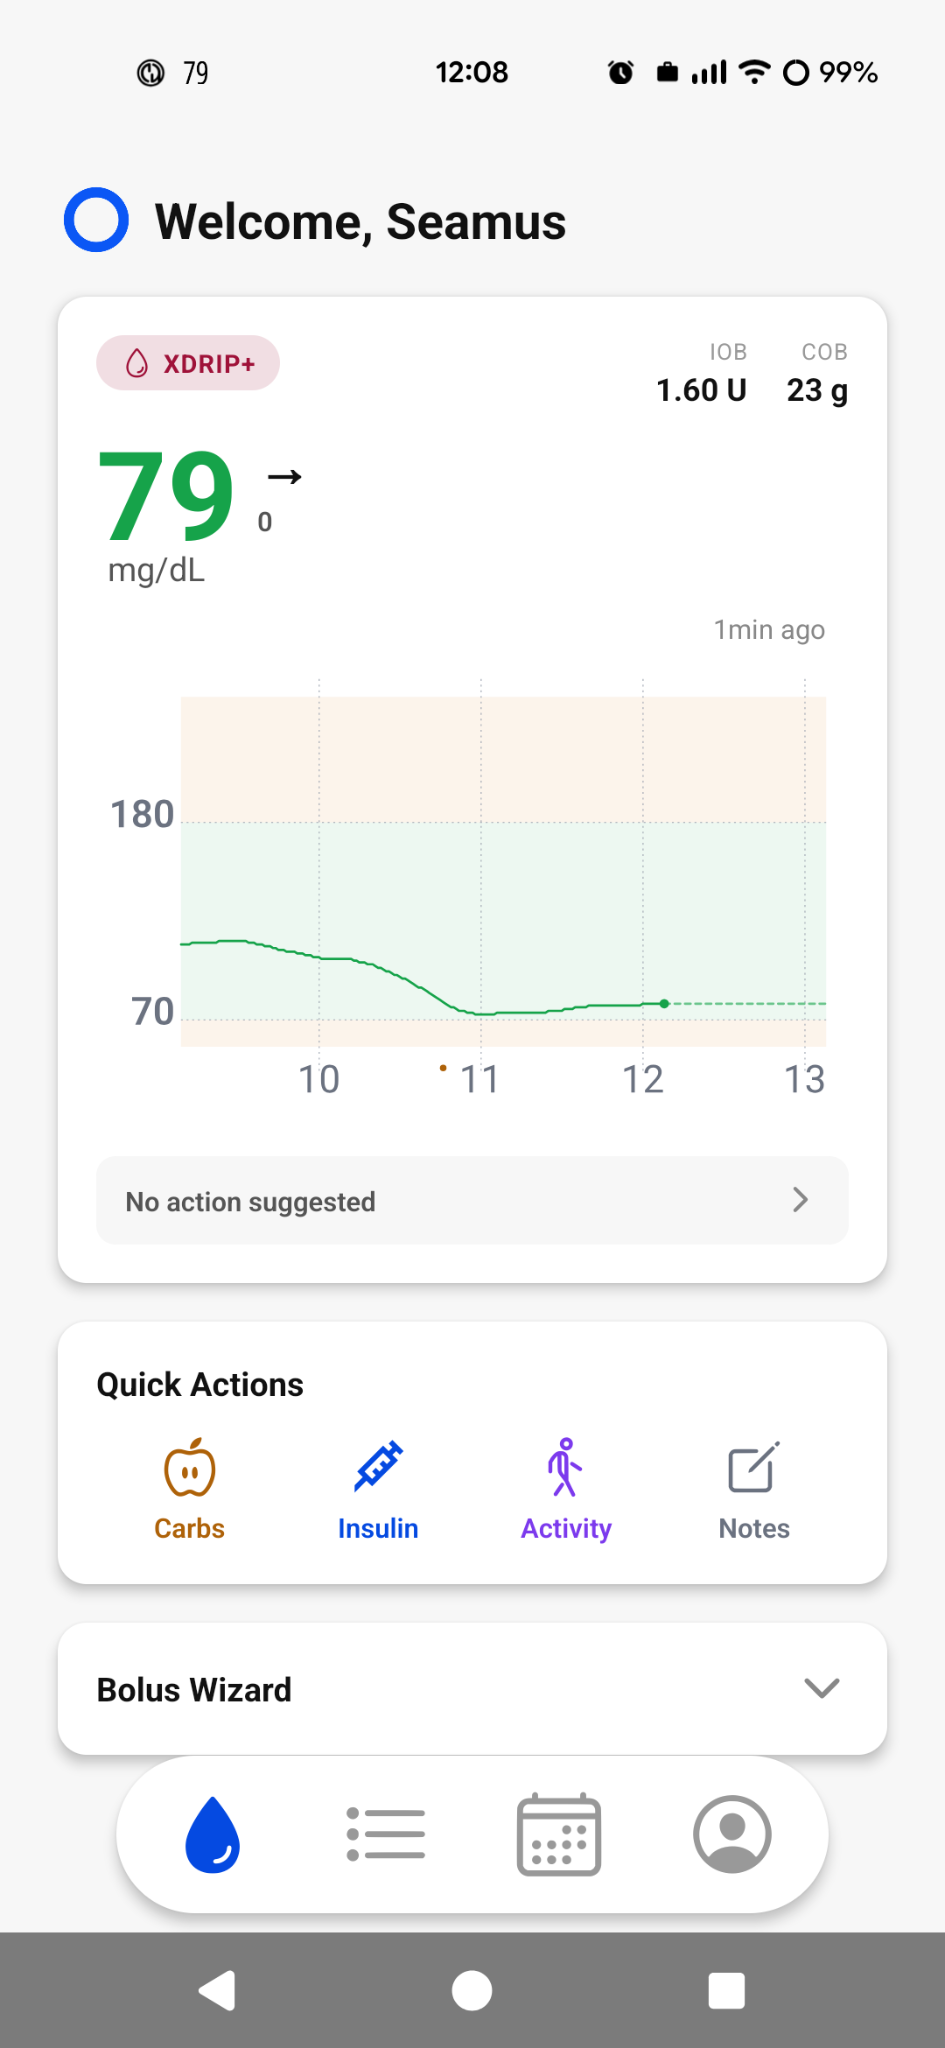 79 12:08 99%
Welcome, Seamus
XDRIP+
IOB COB
1.60 U 23 g
79 →
0
mg/dL
1min ago
180
70
10 11 12 13
No action suggested
Quick Actions
Carbs Insulin Activity Notes
Bolus Wizard